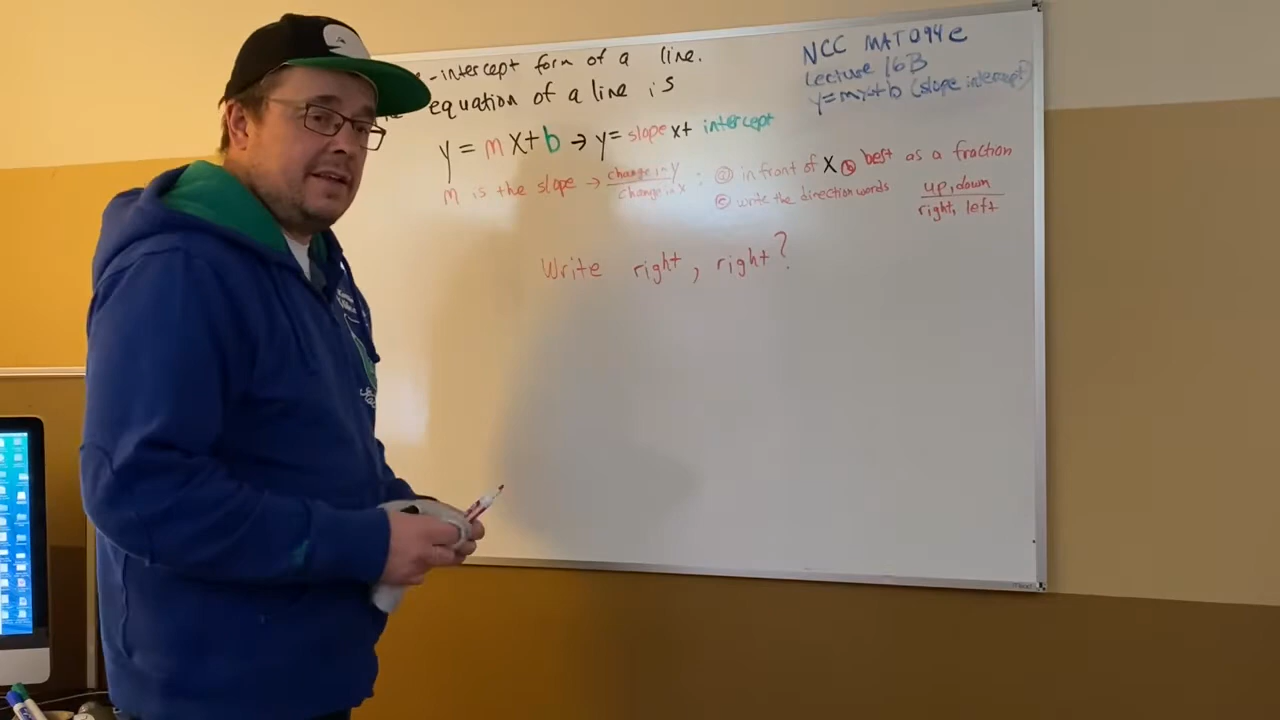 -intercept form of a line.
equation of a line is
y = mx+b → y= slope x+ intercept
m is the slope → change in y / change in x : ⓐ in front of x ⓑ best as a fraction
ⓒ write the direction words up, down / right, left
Write right, right?
NCC MAT094e
Lecture 16B
y=mx+b (slope intercept)